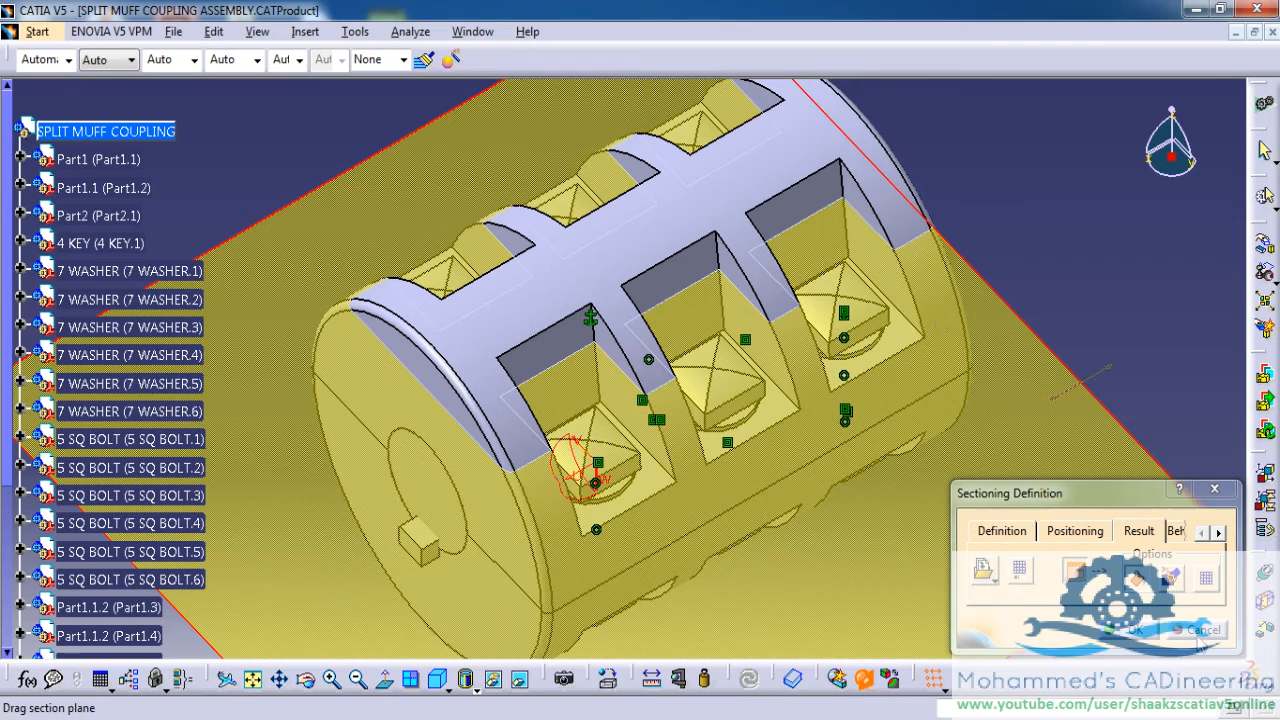 CATIA V5 - [SPLIT MUFF COUPLING ASSEMBLY.CATProduct]
Start ENOVIA V5 VPM File Edit View Insert Tools Analyze Window Help
Automa Auto Auto Auto Aut Aut None
SPLIT MUFF COUPLING
Part1 (Part1.1)
Part1.1 (Part1.2)
Part2 (Part2.1)
4 KEY (4 KEY.1)
7 WASHER (7 WASHER.1)
7 WASHER (7 WASHER.2)
7 WASHER (7 WASHER.3)
7 WASHER (7 WASHER.4)
7 WASHER (7 WASHER.5)
7 WASHER (7 WASHER.6)
5 SQ BOLT (5 SQ BOLT.1)
5 SQ BOLT (5 SQ BOLT.2)
5 SQ BOLT (5 SQ BOLT.3)
5 SQ BOLT (5 SQ BOLT.4)
5 SQ BOLT (5 SQ BOLT.5)
5 SQ BOLT (5 SQ BOLT.6)
Part1.1.2 (Part1.3)
Part1.1.2 (Part1.4)
Sectioning Definition
Definition Positioning Result Beh
Options
OK Cancel
Mohammed's CADineering
www.youtube.com/user/shaakzscatiav5online
f(x)
Drag section plane